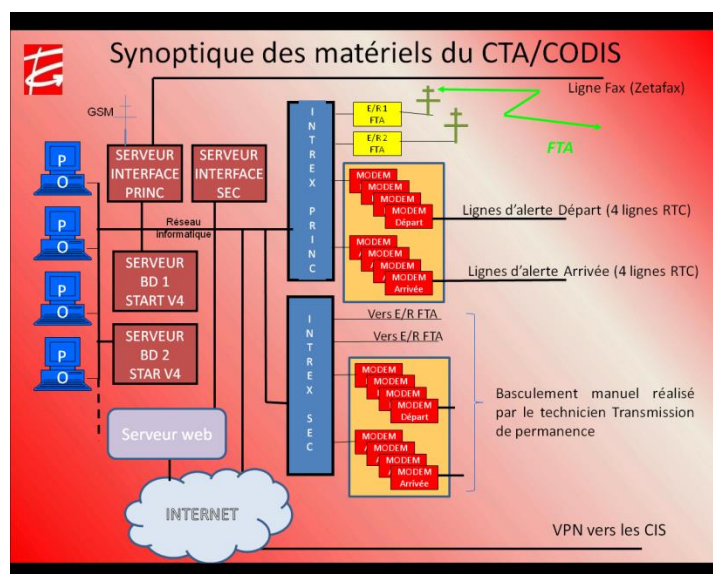 Synoptique des matériels du CTA/CODIS
Ligne Fax (Zetafax)
GSM
FTA
E/R 1
FTA
E/R 2
FTA
P
O
P
O
P
O
P
O
SERVEUR
INTERFACE
PRINC
SERVEUR
INTERFACE
SEC
INTREX PRINC
MODEM
MODEM
MODEM
MODEM
Départ
Lignes d'alerte Départ (4 lignes RTC)
Réseau
informatique
MODEM
MODEM
MODEM
MODEM
Arrivée
Lignes d'alerte Arrivée (4 lignes RTC)
SERVEUR
BD 1
START V4
SERVEUR
BD 2
STAR V4
INTREX SEC
Vers E/R FTA
Vers E/R FTA
MODEM
MODEM
MODEM
MODEM
Départ
MODEM
MODEM
MODEM
MODEM
Arrivée
Basculement manuel réalisé
par le technicien Transmission
de permanence
Serveur web
INTERNET
VPN vers les CIS